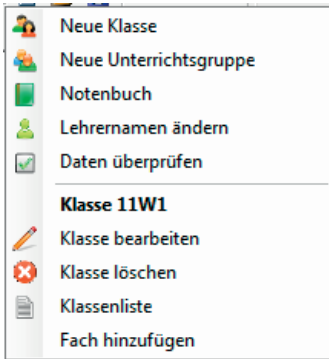 Neue Klasse
Neue Unterrichtsgruppe
Notenbuch
Lehrernamen ändern
Daten überprüfen
Klasse 11W1
Klasse bearbeiten
Klasse löschen
Klassenliste
Fach hinzufügen